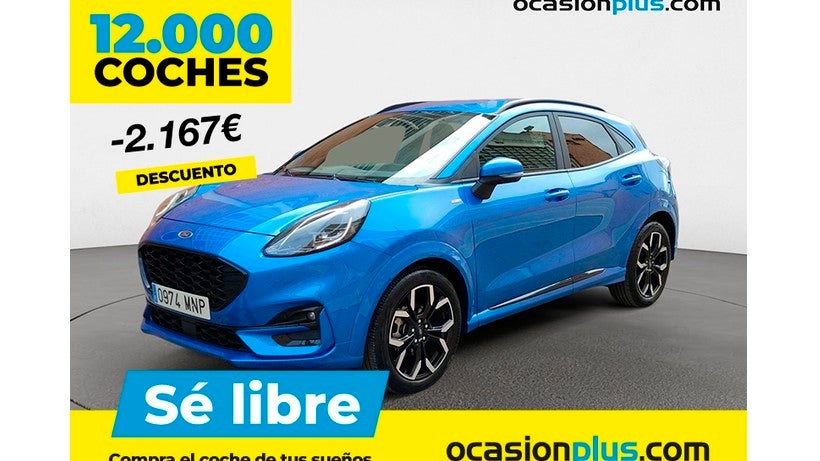 ocasionplus.com
12.000
COCHES
-2.167€
DESCUENTO
Ford
0974 MNP
Sé libre
Compra el coche de tus sueños
ocasionplus.com